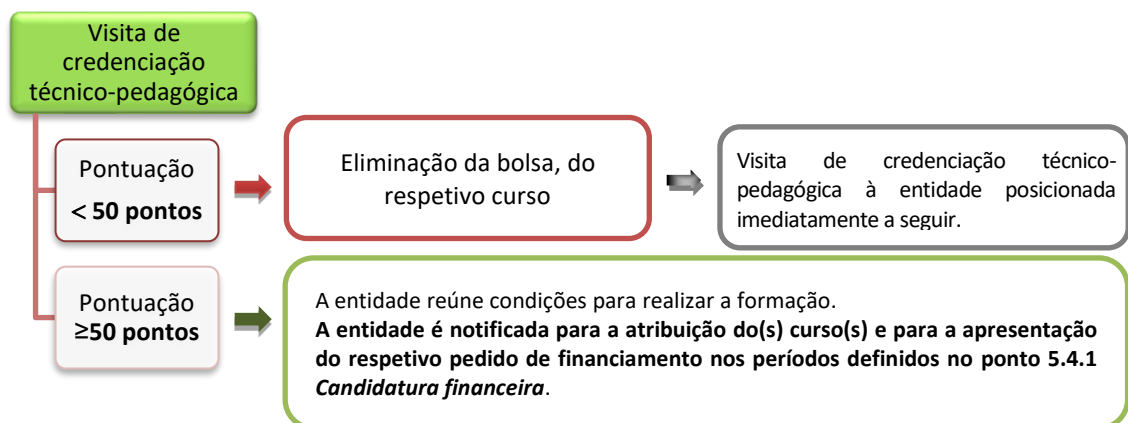 Visita de
credenciação
técnico-pedagógica
Pontuação
< 50 pontos
Eliminação da bolsa, do
respetivo curso
Visita de credenciação técnico-
pedagógica à entidade posicionada
imediatamente a seguir.
Pontuação
≥50 pontos
A entidade reúne condições para realizar a formação.
A entidade é notificada para a atribuição do(s) curso(s) e para a apresentação
do respetivo pedido de financiamento nos períodos definidos no ponto 5.4.1
Candidatura financeira.